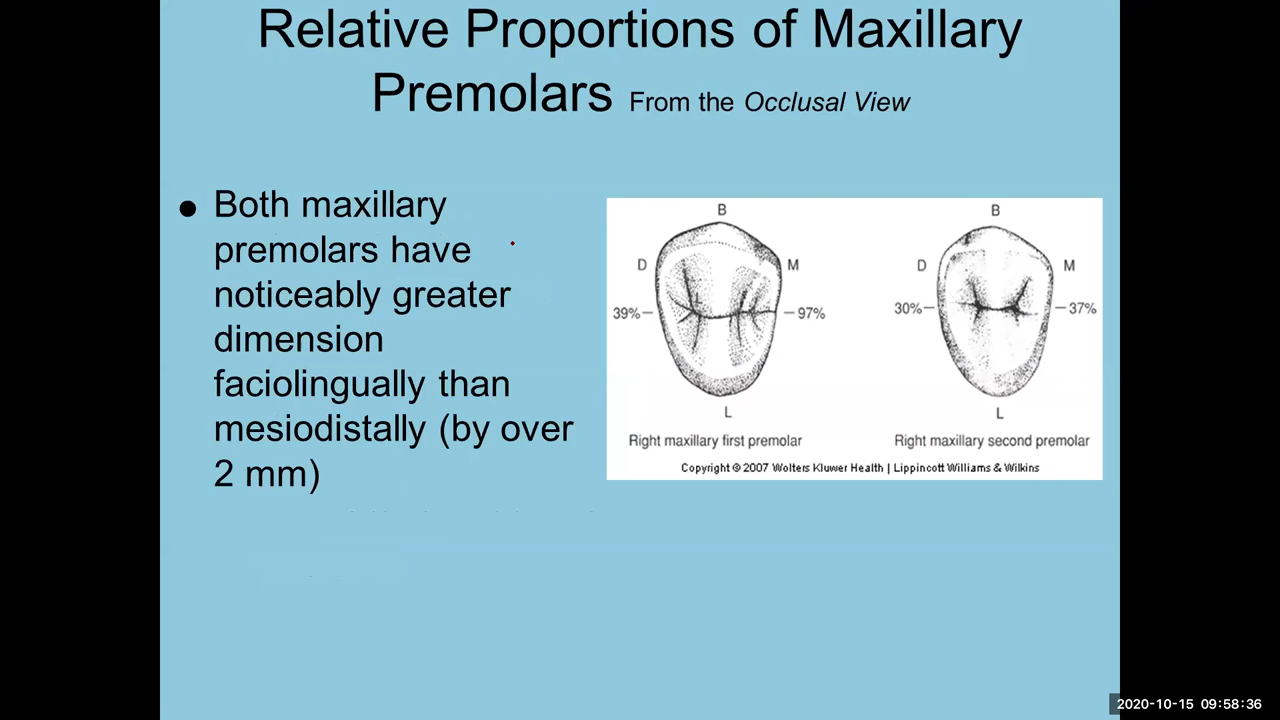 Relative Proportions of Maxillary
Premolars From the Occlusal View
● Both maxillary
premolars have
noticeably greater
dimension
faciolingually than
mesiodistally (by over
2 mm)
B B
D M D M
39% 97% 30% 37%
L L
Right maxillary first premolar Right maxillary second premolar
Copyright © 2007 Wolters Kluwer Health | Lippincott Williams & Wilkins
2020-10-15 09:58:36